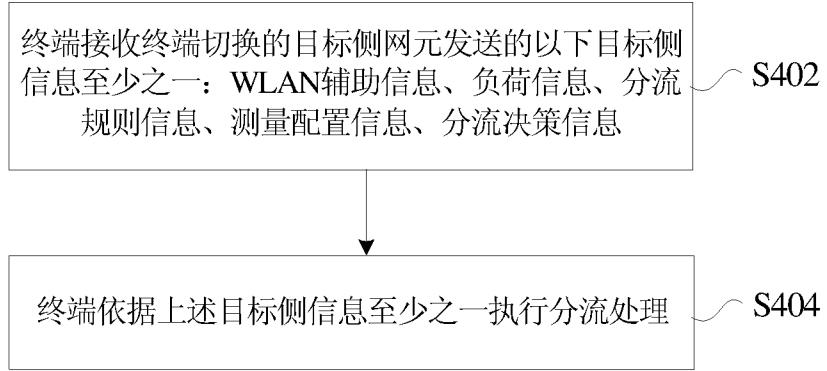 终端接收终端切换的目标侧网元发送的以下目标侧
信息至少之一：WLAN辅助信息、负荷信息、分流
规则信息、测量配置信息、分流决策信息
S402
终端依据上述目标侧信息至少之一执行分流处理
S404